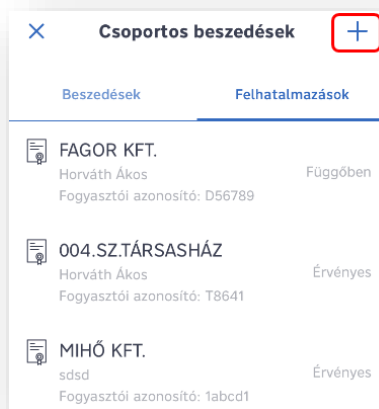 Csoportos beszedések
Beszedések Felhatalmazások
FAGOR KFT.
Horváth Ákos Függőben
Fogyasztói azonosító: D56789
004.SZ.TÁRSASHÁZ
Horváth Ákos Érvényes
Fogyasztói azonosító: T8641
MIHŐ KFT.
sdsd Érvényes
Fogyasztói azonosító: 1abcd1